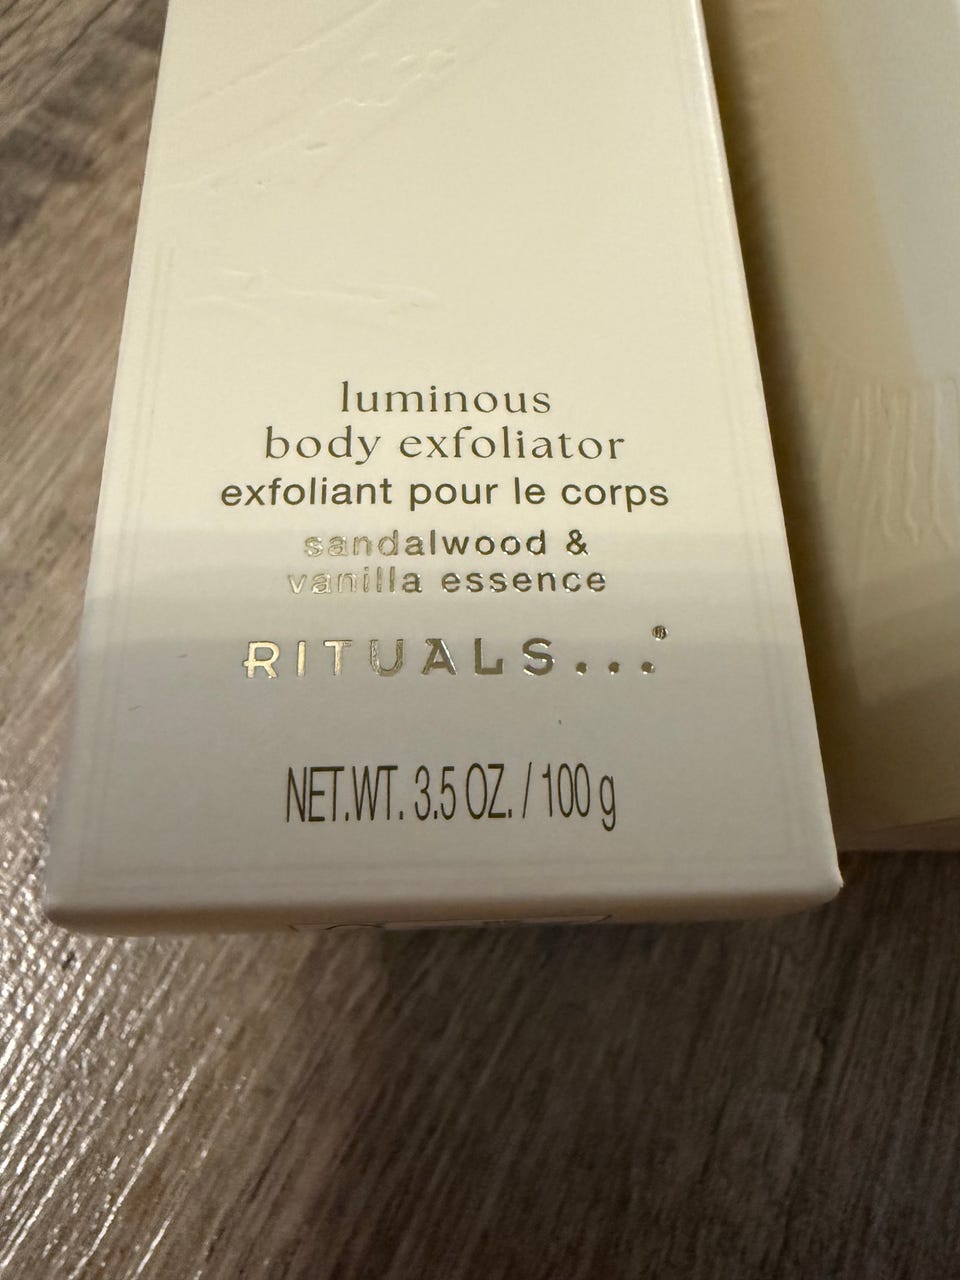 luminous
body exfoliator
exfoliant pour le corps
sandalwood &
vanilla essence
RITUALS...®
NET.WT. 3.5 OZ. / 100 g